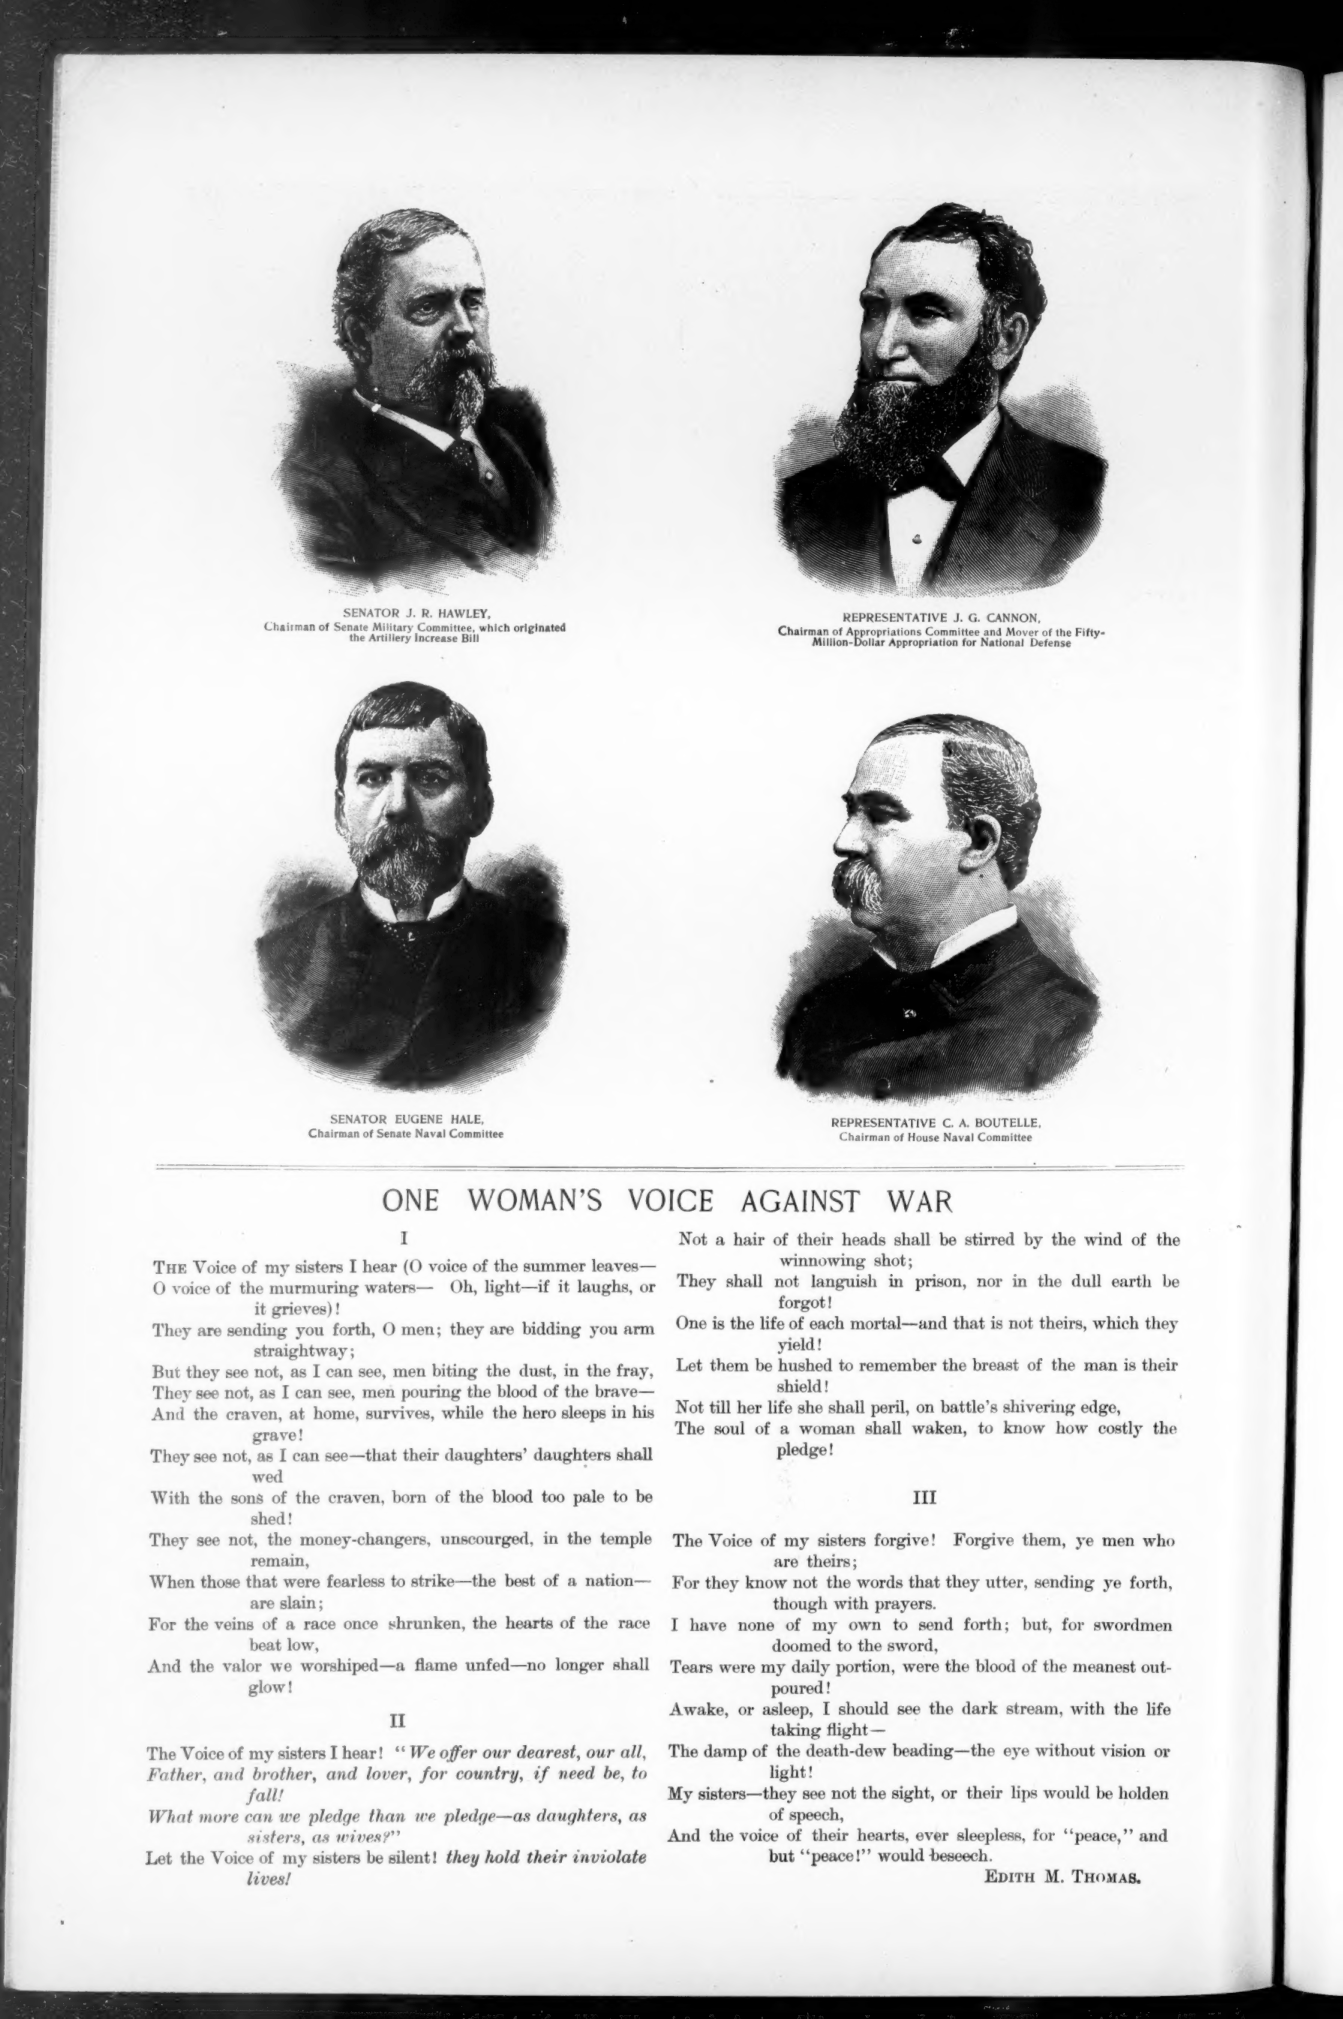 SENATOR J. R. HAWLEY,
Chairman of Senate Military Committee, which originated
the Artillery Increase Bill
REPRESENTATIVE J. G. CANNON,
Chairman of Appropriations Committee and Mover of the Fifty-
Million-Dollar Appropriation for National Defense
SENATOR EUGENE HALE,
Chairman of Senate Naval Committee
REPRESENTATIVE C. A. BOUTELLE,
Chairman of House Naval Committee
ONE WOMAN'S VOICE AGAINST WAR
I
THE Voice of my sisters I hear (O voice of the summer leaves—
O voice of the murmuring waters— Oh, light—if it laughs, or
it grieves)!
They are sending you forth, O men; they are bidding you arm
straightway;
But they see not, as I can see, men biting the dust, in the fray,
They see not, as I can see, men pouring the blood of the brave—
And the craven, at home, survives, while the hero sleeps in his
grave!
They see not, as I can see—that their daughters' daughters shall
wed
With the sons of the craven, born of the blood too pale to be
shed!
They see not, the money-changers, unscourged, in the temple
remain,
When those that were fearless to strike—the best of a nation—
are slain;
For the veins of a race once shrunken, the hearts of the race
beat low,
And the valor we worshiped—a flame unfed—no longer shall
glow!
II
The Voice of my sisters I hear! "We offer our dearest, our all,
Father, and brother, and lover, for country, if need be, to
fall!
What more can we pledge than we pledge—as daughters, as
sisters, as wives?"
Let the Voice of my sisters be silent! they hold their inviolate
lives!
Not a hair of their heads shall be stirred by the wind of the
winnowing shot;
They shall not languish in prison, nor in the dull earth be
forgot!
One is the life of each mortal—and that is not theirs, which they
yield!
Let them be hushed to remember the breast of the man is their
shield!
Not till her life she shall peril, on battle's shivering edge,
The soul of a woman shall waken, to know how costly the
pledge!
III
The Voice of my sisters forgive! Forgive them, ye men who
are theirs;
For they know not the words that they utter, sending ye forth,
though with prayers.
I have none of my own to send forth; but, for swordmen
doomed to the sword,
Tears were my daily portion, were the blood of the meanest out-
poured!
Awake, or asleep, I should see the dark stream, with the life
taking flight—
The damp of the death-dew beading—the eye without vision or
light!
My sisters—they see not the sight, or their lips would be holden
of speech,
And the voice of their hearts, ever sleepless, for "peace," and
but "peace!" would beseech.
EDITH M. THOMAS.